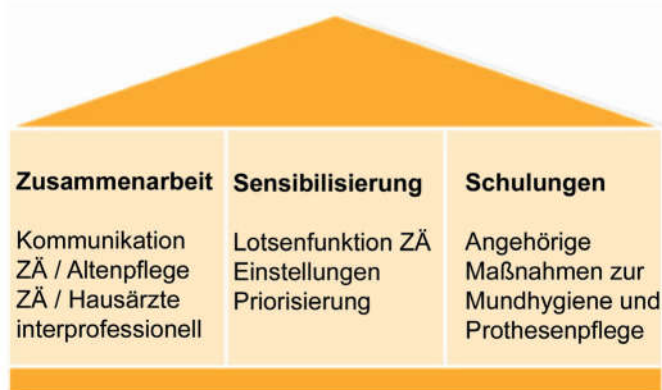 Zusammenarbeit
Kommunikation
ZÄ / Altenpflege
ZÄ / Hausärzte
interprofessionell
Sensibilisierung
Lotsenfunktion ZÄ
Einstellungen
Priorisierung
Schulungen
Angehörige
Maßnahmen zur
Mundhygiene und
Prothesenpflege